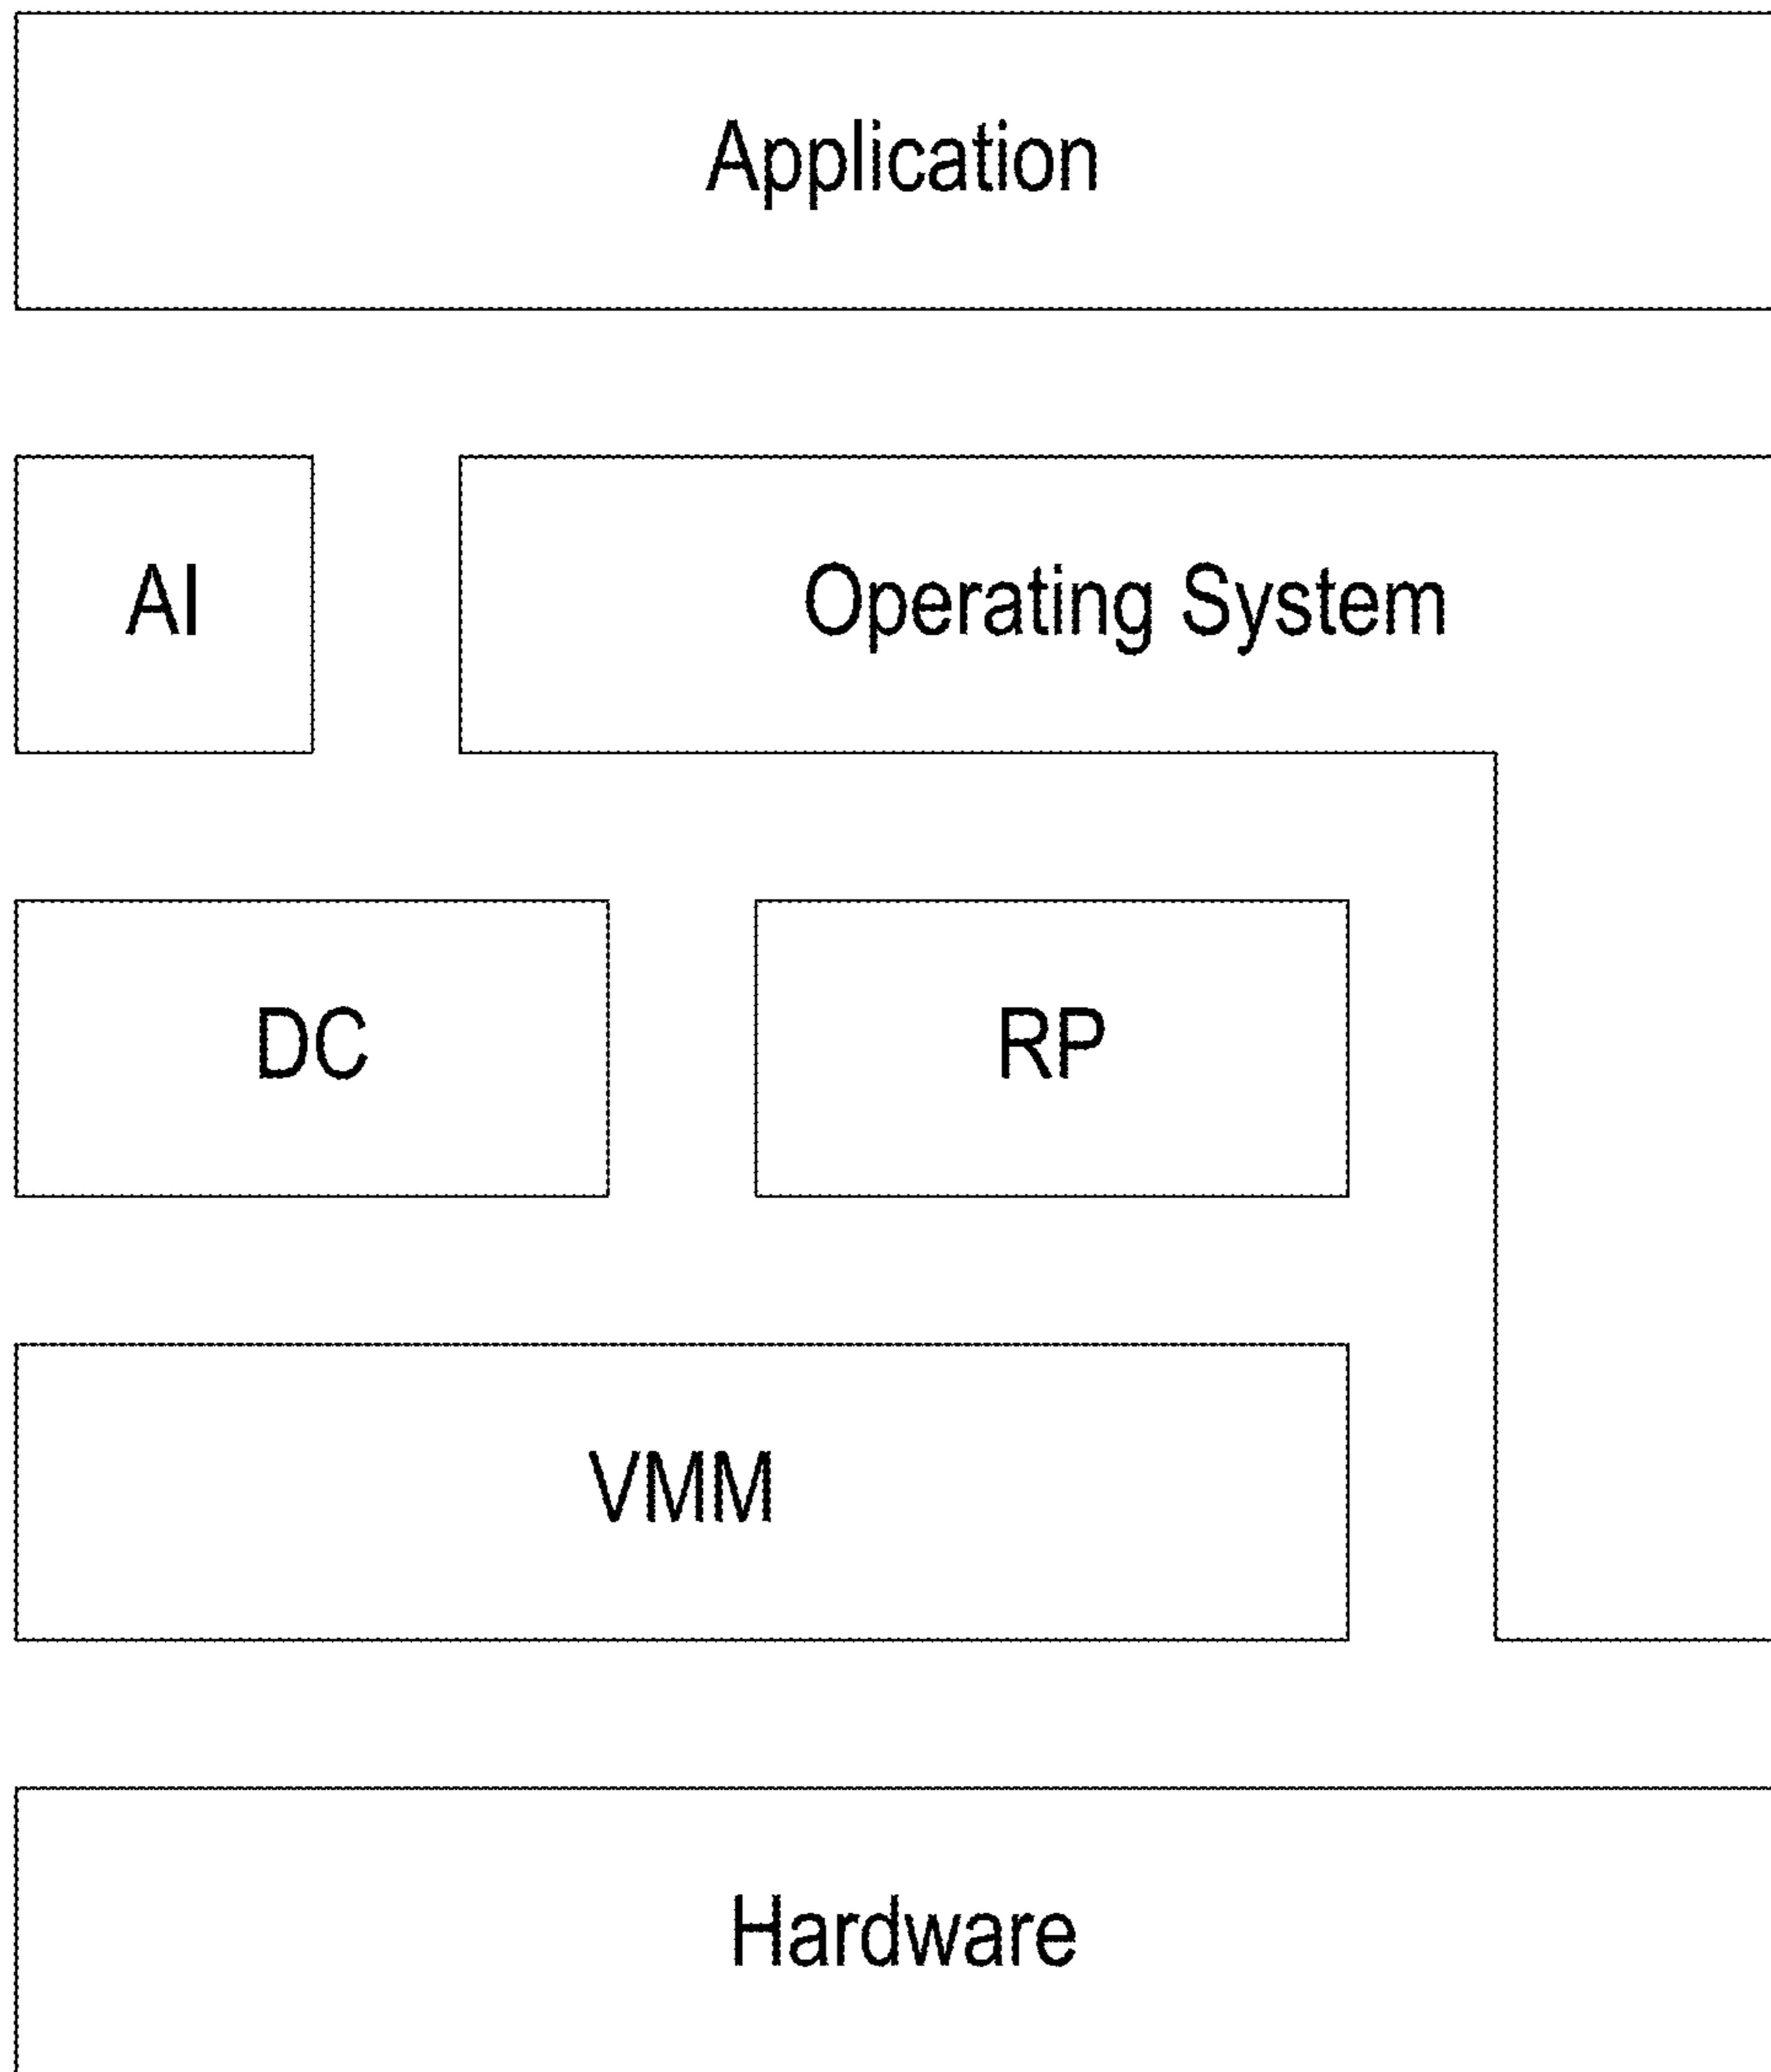 Application
AI
Operating System
DC
RP
VMM
Hardware